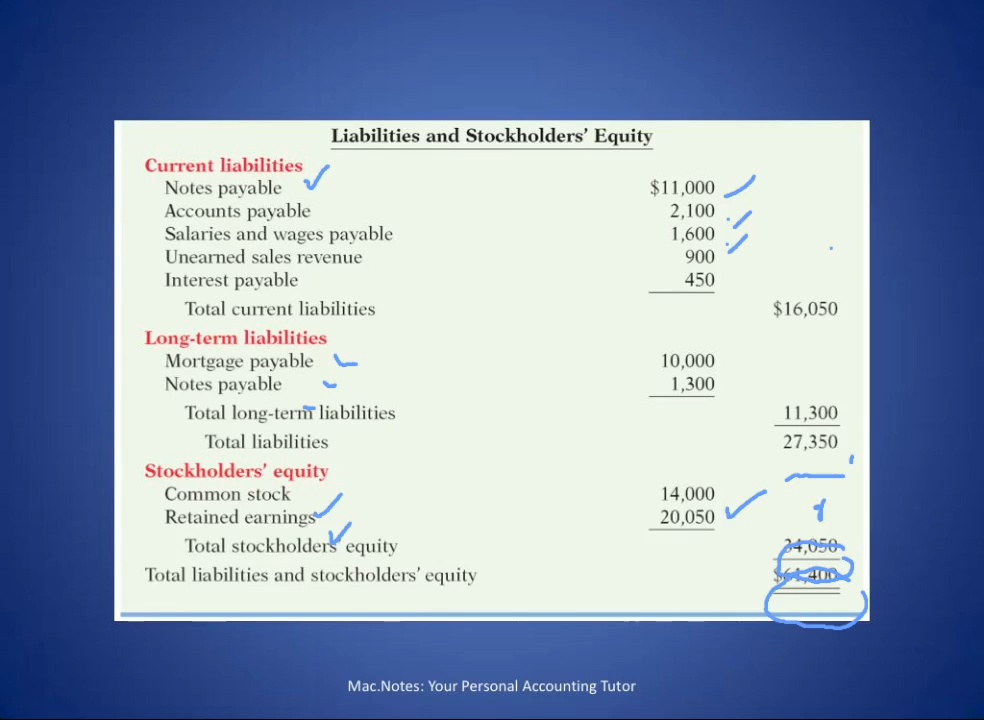 Liabilities and Stockholders' Equity
Current liabilities
Notes payable $11,000
Accounts payable 2,100
Salaries and wages payable 1,600
Unearned sales revenue 900
Interest payable 450
Total current liabilities $16,050
Long-term liabilities
Mortgage payable 10,000
Notes payable 1,300
Total long-term liabilities 11,300
Total liabilities 27,350
Stockholders' equity
Common stock 14,000
Retained earnings 20,050
Total stockholders' equity 34,050
Total liabilities and stockholders' equity $61,400
Mac.Notes: Your Personal Accounting Tutor